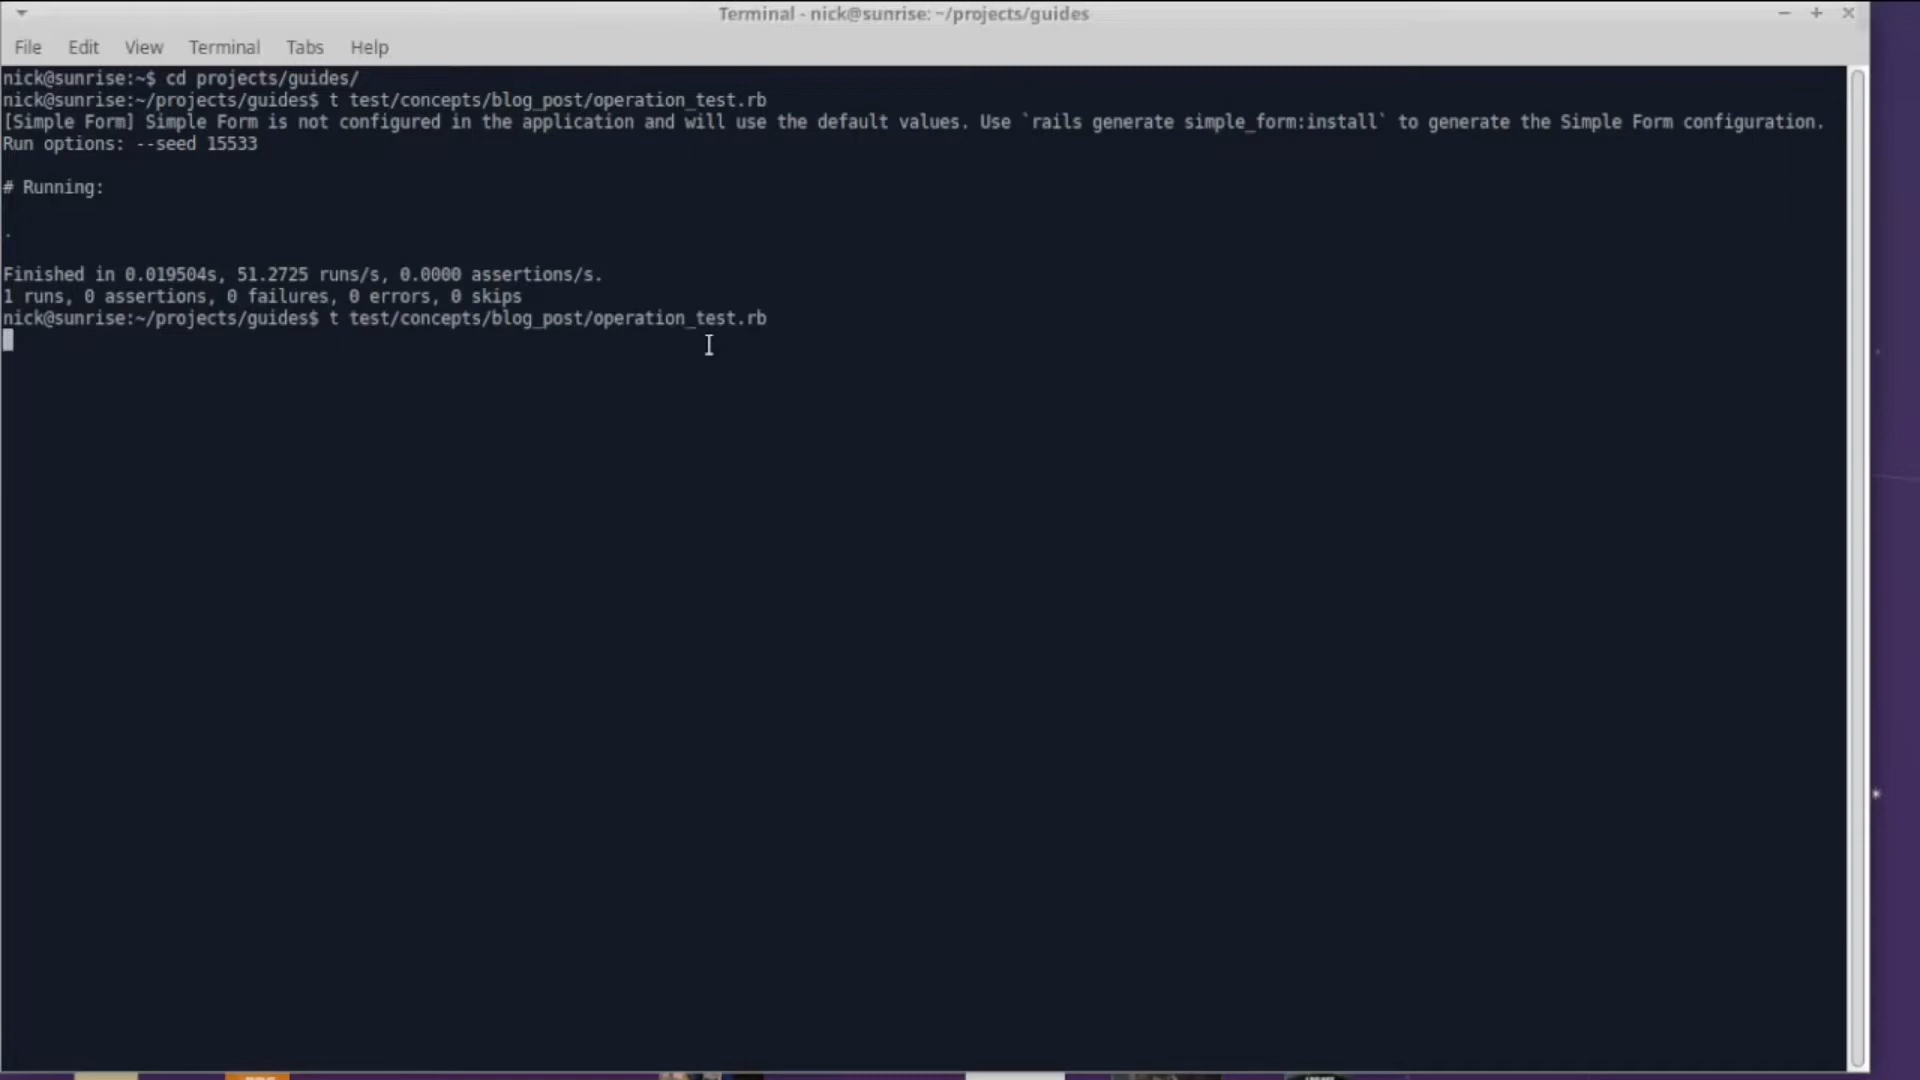 Terminal - nick@sunrise: ~/projects/guides
File Edit View Terminal Tabs Help
nick@sunrise:~$ cd projects/guides/
nick@sunrise:~/projects/guides$ t test/concepts/blog_post/operation_test.rb
[Simple Form] Simple Form is not configured in the application and will use the default values. Use `rails generate simple_form:install` to generate the Simple Form configuration.
Run options: --seed 15533
# Running:
.
Finished in 0.019504s, 51.2725 runs/s, 0.0000 assertions/s.
1 runs, 0 assertions, 0 failures, 0 errors, 0 skips
nick@sunrise:~/projects/guides$ t test/concepts/blog_post/operation_test.rb